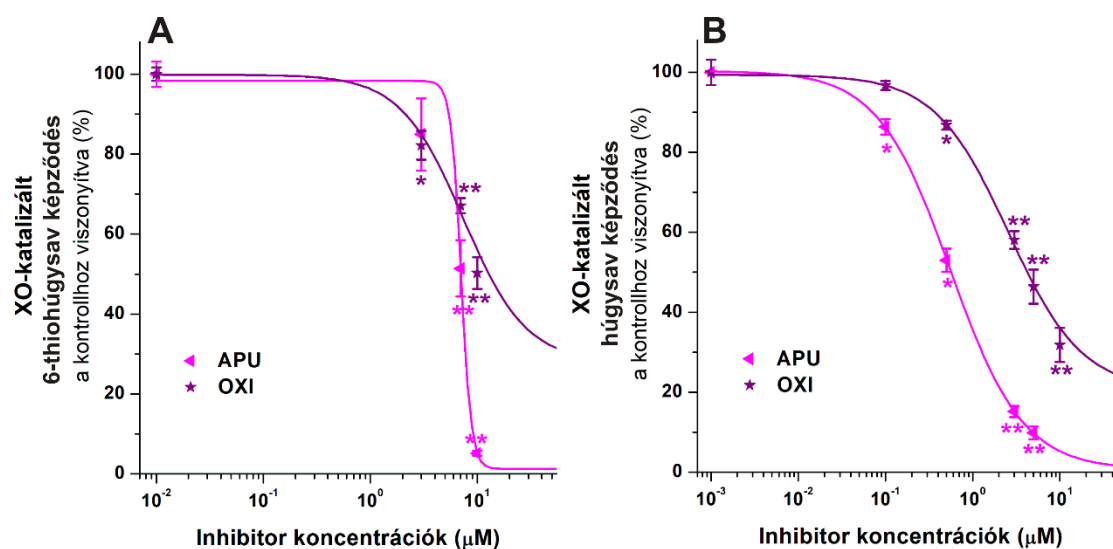 A
XO-katalizált
6-thiohúgysav képződés
a kontrollhoz viszonyítva (%)
100
80
60
40
20
0
*
**
**
**
APU
OXI
10⁻² 10⁻¹ 10⁰ 10¹
Inhibitor koncentrációk (μM)
B
XO-katalizált
húgysav képződés
a kontrollhoz viszonyítva (%)
100
80
60
40
20
0
*
*
*
**
**
**
**
**
APU
OXI
10⁻³ 10⁻² 10⁻¹ 10⁰ 10¹
Inhibitor koncentrációk (μM)